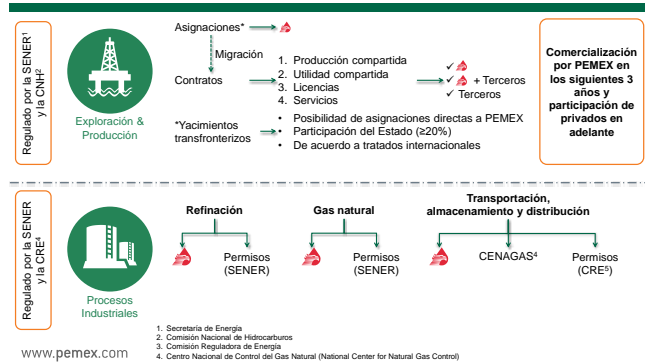 Regulado por la SENER1
y la CNH2
Exploración &
Producción
Asignaciones*
Migración
Contratos
1. Producción compartida
2. Utilidad compartida
3. Licencias
4. Servicios
✓
✓ + Terceros
✓ Terceros
*Yacimientos
transfronterizos
• Posibilidad de asignaciones directas a PEMEX
• Participación del Estado (≥20%)
• De acuerdo a tratados internacionales
Comercialización
por PEMEX en
los siguientes 3
años y
participación de
privados en
adelante
Regulado por la SENER
y la CRE4
Procesos
Industriales
Refinación
Permisos
(SENER)
Gas natural
Permisos
(SENER)
Transportación,
almacenamiento y distribución
CENAGAS4
Permisos
(CRE5)
1. Secretaría de Energía
2. Comisión Nacional de Hidrocarburos
3. Comisión Reguladora de Energía
4. Centro Nacional de Control del Gas Natural (National Center for Natural Gas Control)
www.pemex.com